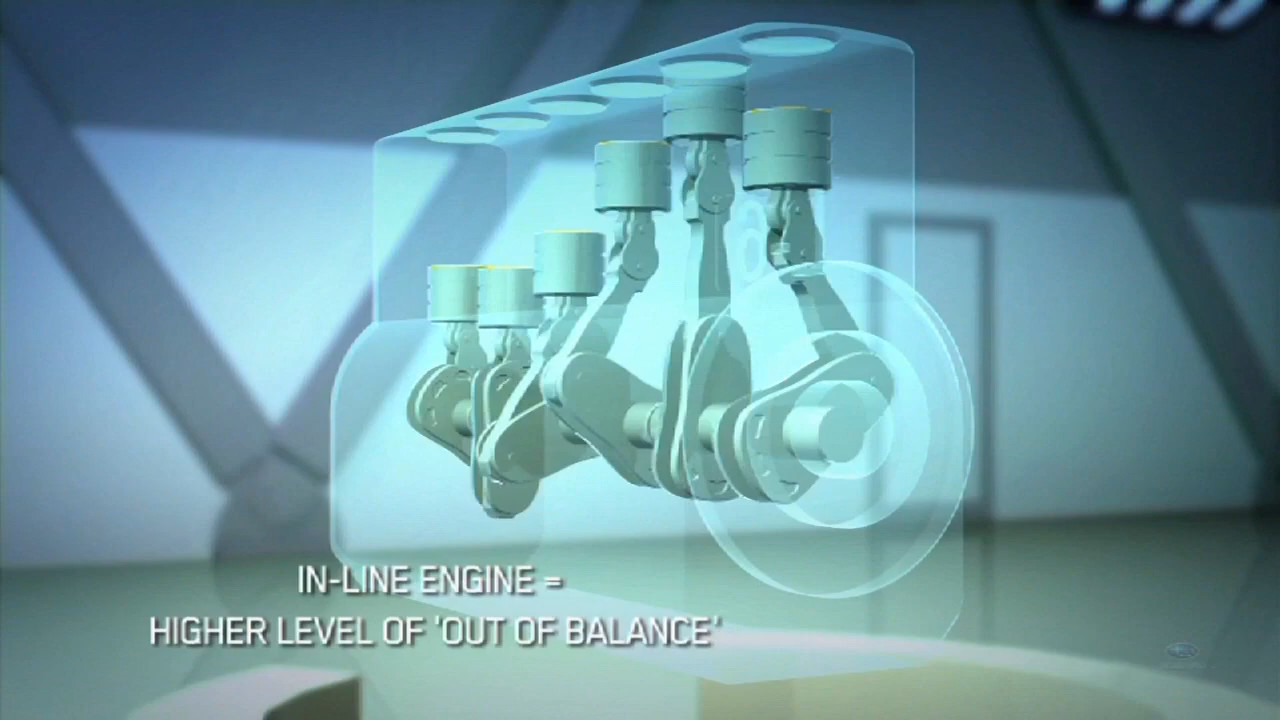 IN-LINE ENGINE =
HIGHER LEVEL OF 'OUT OF BALANCE'